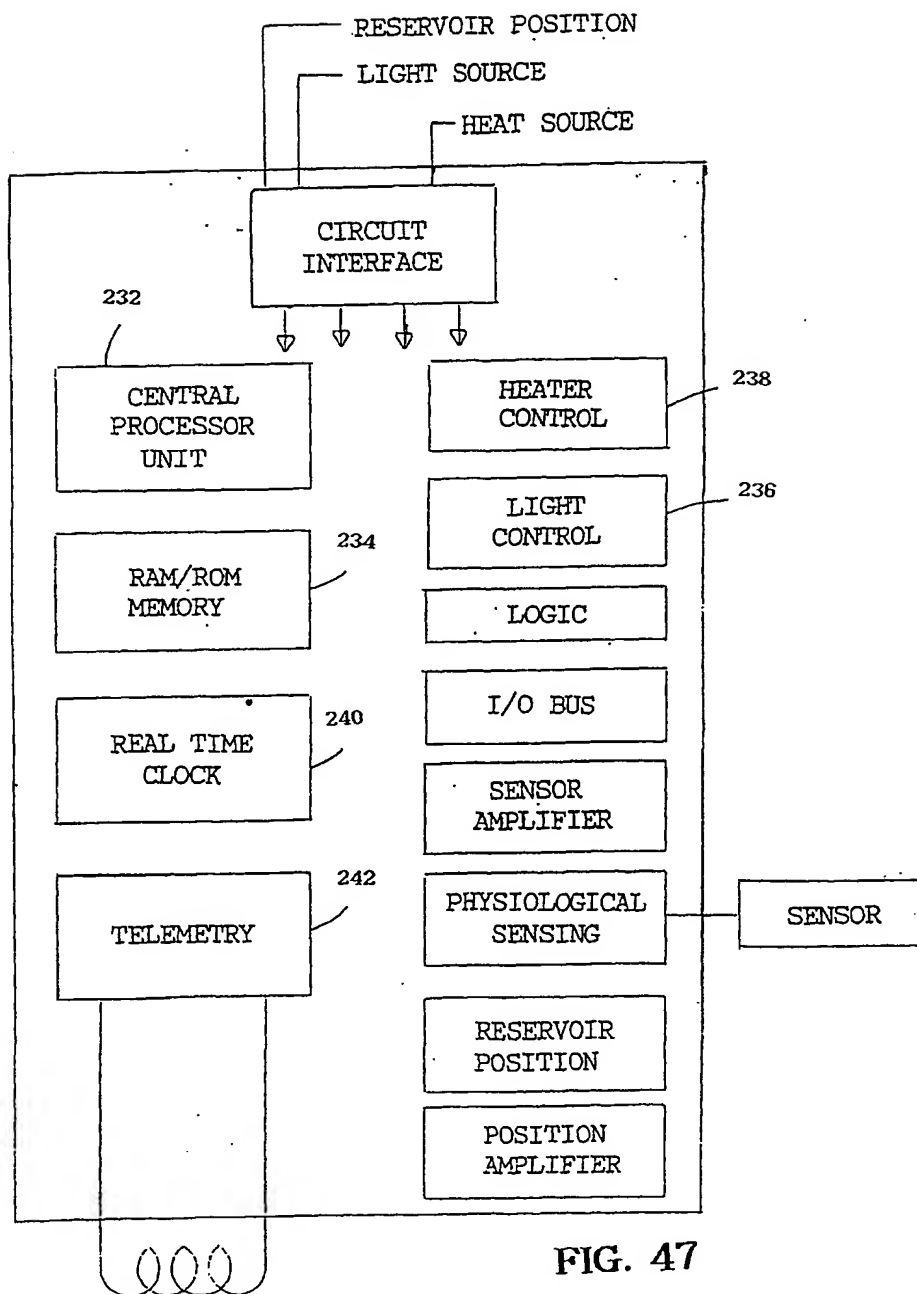 RESERVOIR POSITION
LIGHT SOURCE
HEAT SOURCE
CIRCUIT
INTERFACE
232
CENTRAL
PROCESSOR
UNIT
HEATER
CONTROL
238
LIGHT
CONTROL
236
RAM/ROM
MEMORY
234
LOGIC
I/O BUS
REAL TIME
CLOCK
240
SENSOR
AMPLIFIER
TELEMETRY
242
PHYSIOLOGICAL
SENSING
SENSOR
RESERVOIR
POSITION
POSITION
AMPLIFIER
FIG. 47